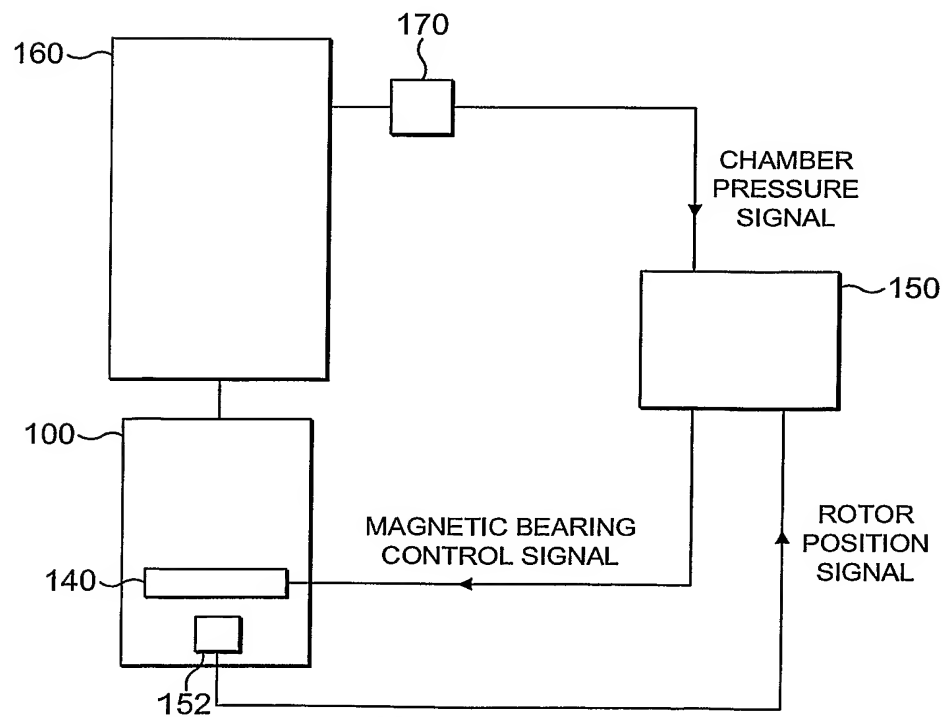 170
160
CHAMBER
PRESSURE
SIGNAL
150
100
MAGNETIC BEARING
CONTROL SIGNAL
ROTOR
POSITION
SIGNAL
140
152